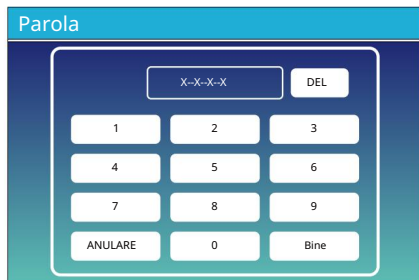 Parola
X--X--X--X DEL
1 2 3
4 5 6
7 8 9
ANULARE 0 Bine